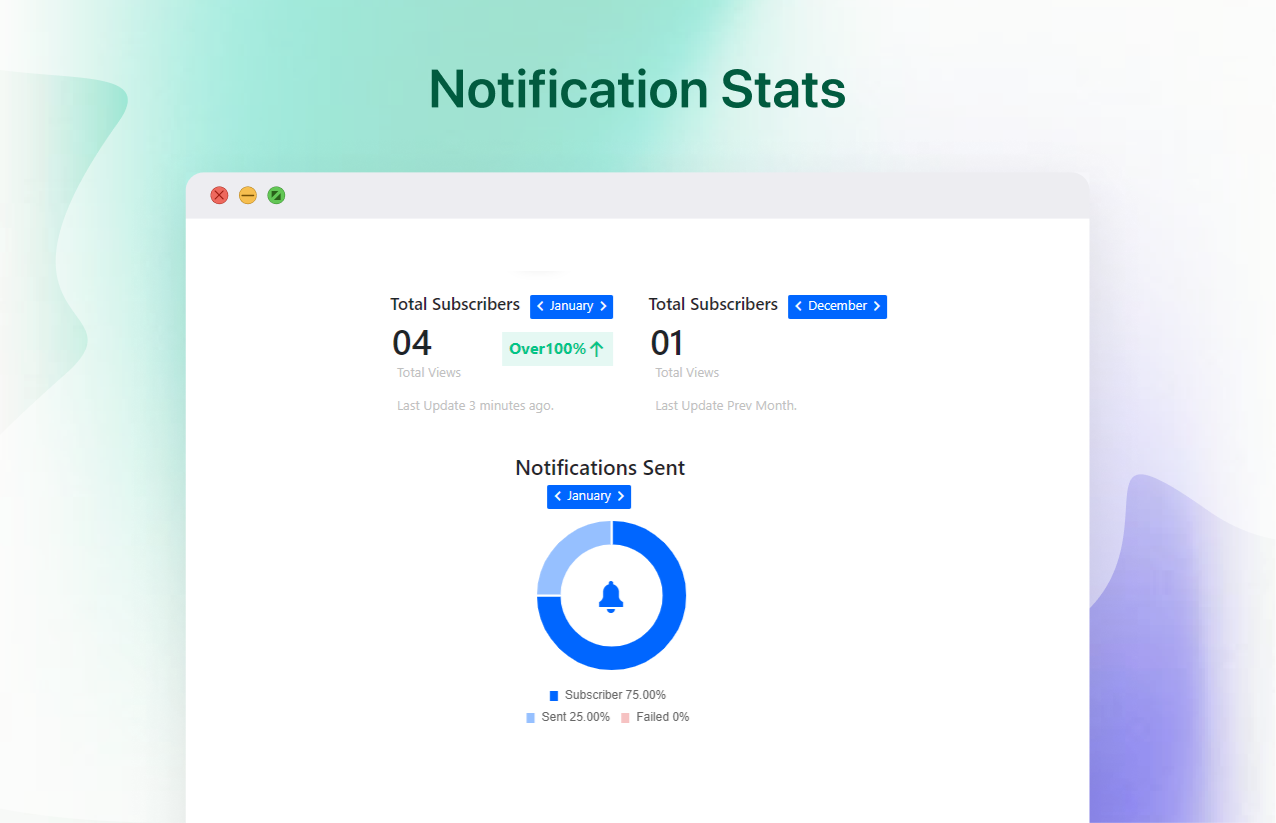 Notification Stats
Total Subscribers January
Total Subscribers December
04
Over100%
01
Total Views
Total Views
Last Update 3 minutes ago.
Last Update Prev Month.
Notifications Sent
January
Subscriber 75.00%
Sent 25.00% Failed 0%